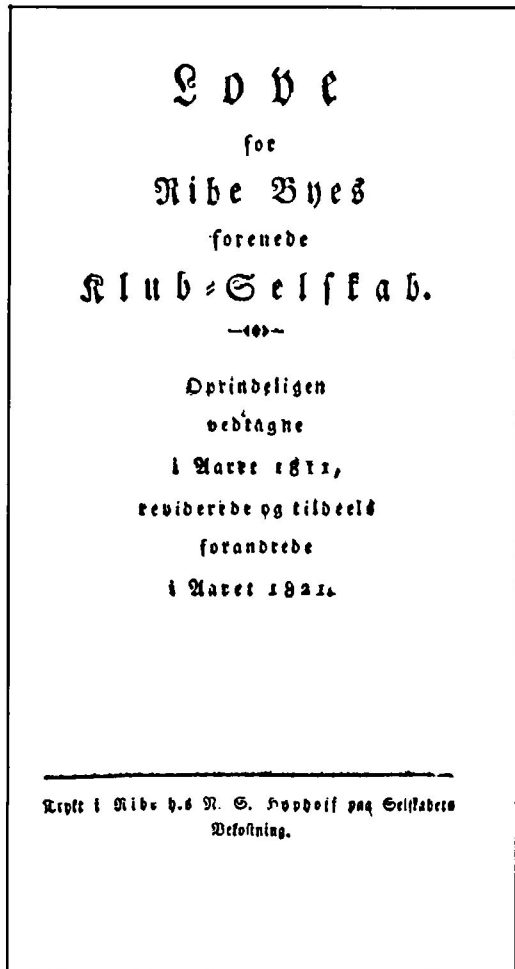 Love
for
Ribe Byes
forenede
Klub-Selskab.
Oprindeligen
vedtagne
i Aaret 1811,
reviderede og tildeels
forandrede
i Aaret 1821.
Trykt i Ribe h.s N. S. Hyphoff paa Selskabets
Bekostning.